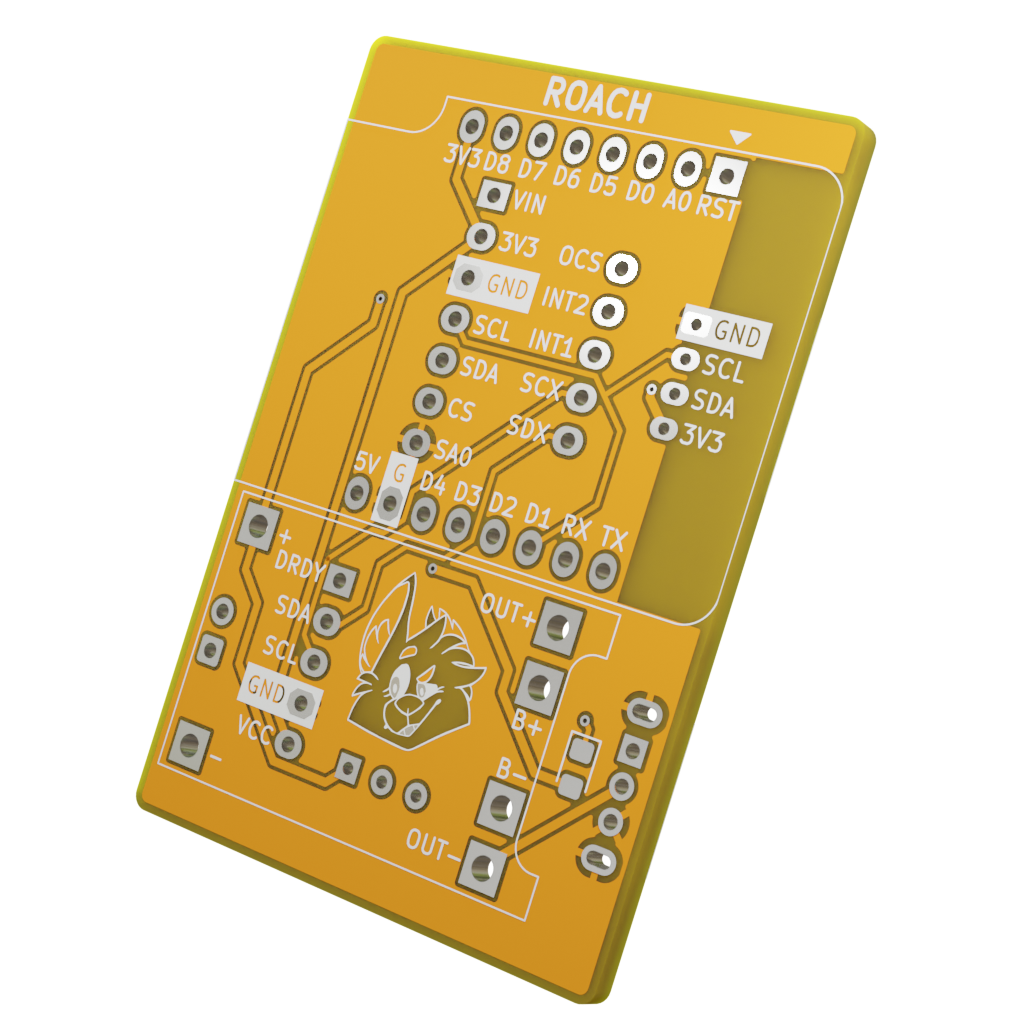 ROACH
3V3 D8 D7 D6 D5 D0 A0 RST
VIN
3V3
OCS
GND
INT2
GND
SCL
INT1
SCL
SDA
SCX
SDA
CS
SDX
3V3
SAO
5V G D4 D3 D2 D1 RX TX
+
DRDY
SDA
OUT+
SCL
GND
B+
VCC
B-
-
OUT-